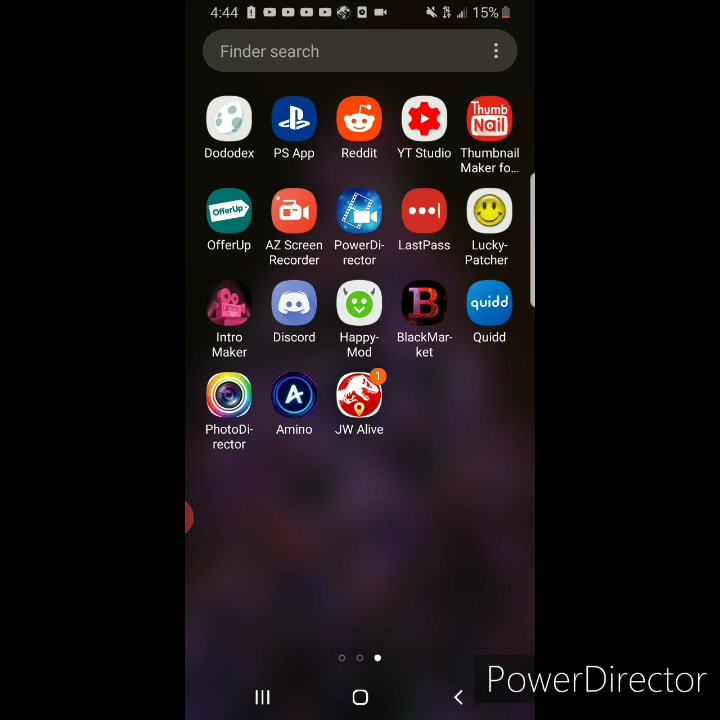 4:44 15%
Finder search
Dododex PS App Reddit YT Studio Thumbnail
Maker fo...
Thumb
Nail
OfferUp
OfferUp AZ Screen PowerDi- LastPass Lucky-
Recorder rector Patcher
B quidd
Intro Discord Happy- BlackMar- Quidd
Maker Mod ket
A 1
PhotoDi- Amino JW Alive
rector
PowerDirector